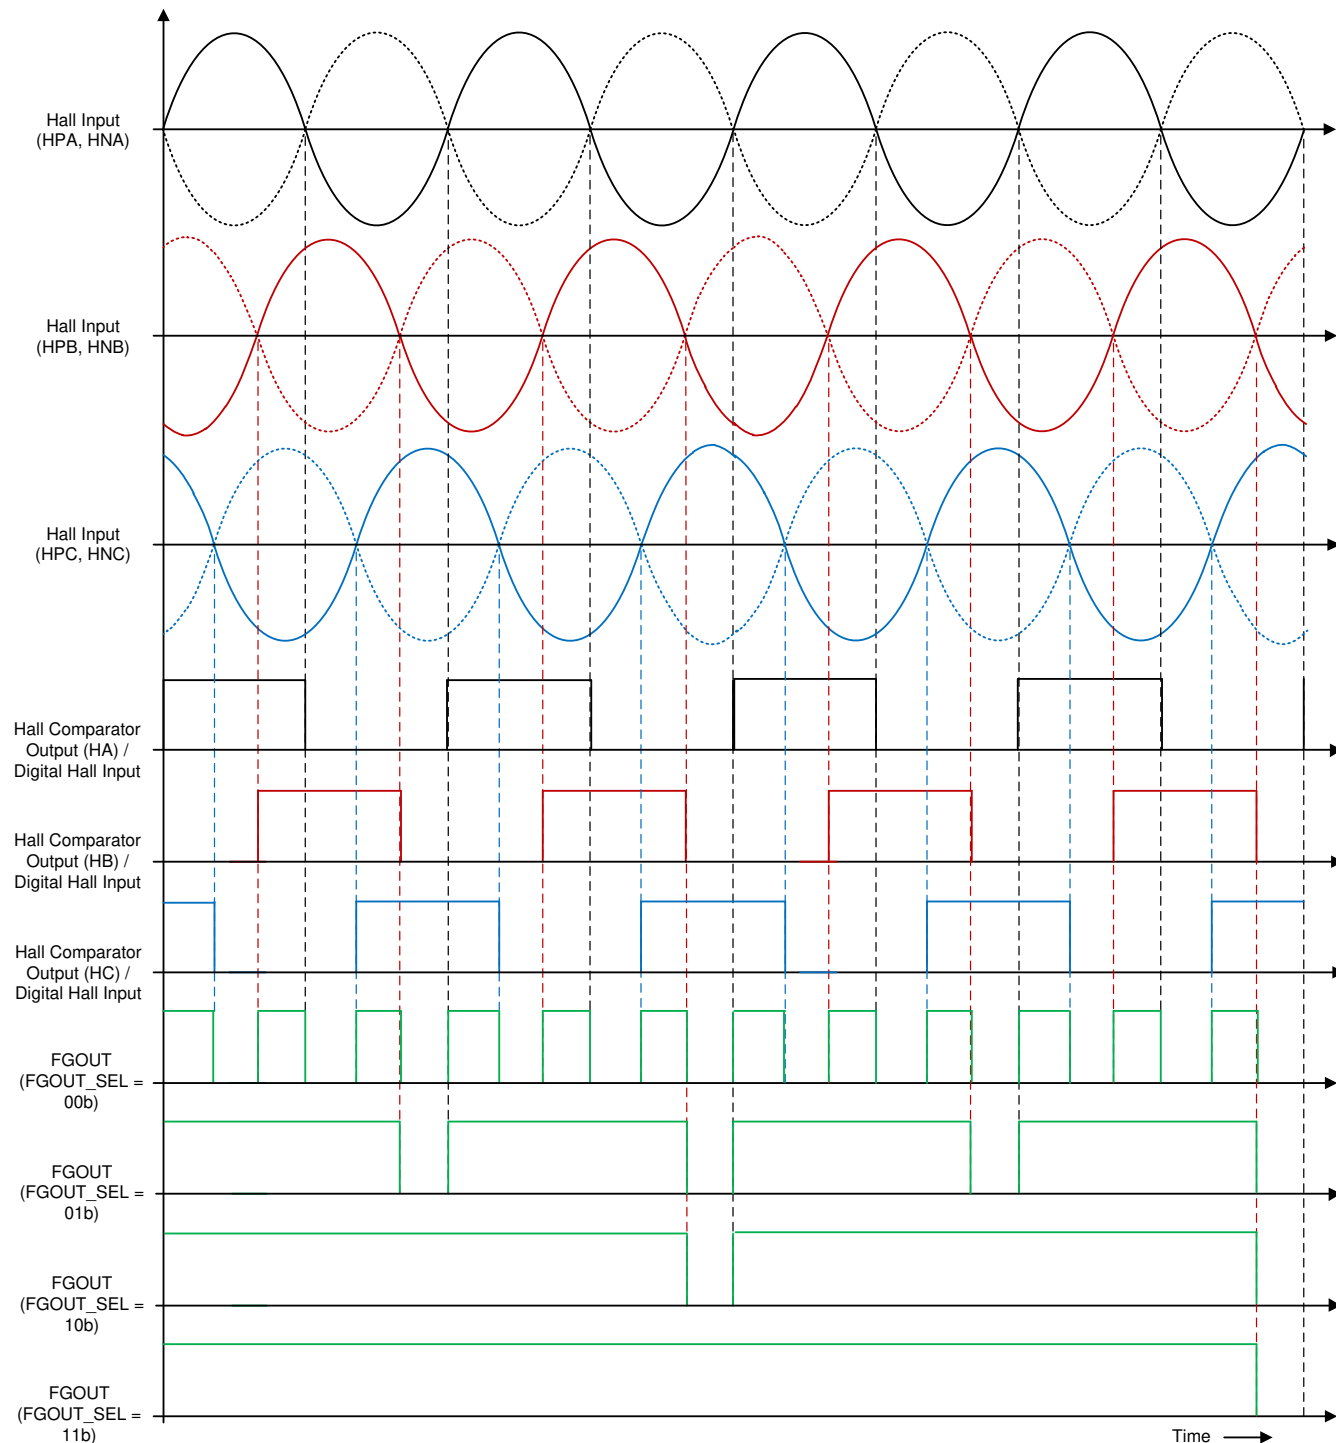 Hall Input
(HPA, HNA)
Hall Input
(HPB, HNB)
Hall Input
(HPC, HNC)
Hall Comparator
Output (HA) /
Digital Hall Input
Hall Comparator
Output (HB) /
Digital Hall Input
Hall Comparator
Output (HC) /
Digital Hall Input
FGOUT
(FGOUT_SEL =
00b)
FGOUT
(FGOUT_SEL =
01b)
FGOUT
(FGOUT_SEL =
10b)
FGOUT
(FGOUT_SEL =
11b)
Time